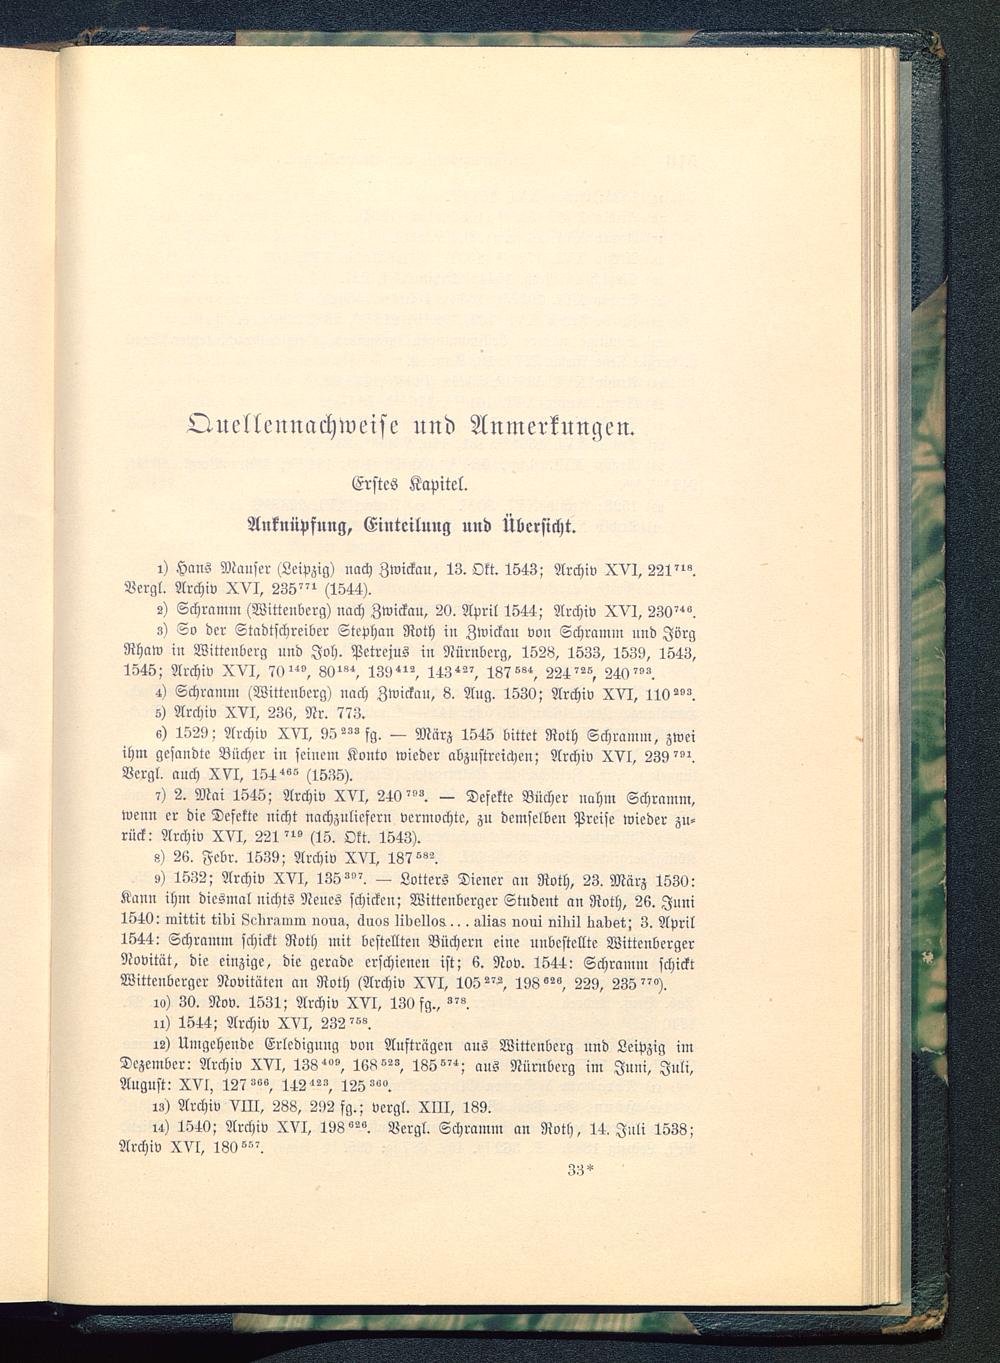 Quellennachweise und Anmerkungen.
Erstes Kapitel.
Anknüpfung, Einteilung und Übersicht.
1) Hans Mauser (Leipzig) nach Zwickau, 13. Okt. 1543; Archiv XVI, 221⁷¹⁸.
Vergl. Archiv XVI, 235⁷⁷¹ (1544).
2) Schramm (Wittenberg) nach Zwickau, 20. April 1544; Archiv XVI, 230⁷⁴⁶.
3) So der Stadtschreiber Stephan Roth in Zwickau von Schramm und Jörg
Rhaw in Wittenberg und Joh. Petrejus in Nürnberg, 1528, 1533, 1539, 1543,
1545; Archiv XVI, 70¹⁴⁹, 80¹⁸⁴, 139⁴¹², 143⁴²⁷, 187⁵⁸⁴, 224⁷²⁵, 240⁷⁹³.
4) Schramm (Wittenberg) nach Zwickau, 8. Aug. 1530; Archiv XVI, 110²⁹³.
5) Archiv XVI, 236, Nr. 773.
6) 1529; Archiv XVI, 95²³³ fg. — März 1545 bittet Roth Schramm, zwei
ihm gesandte Bücher in seinem Konto wieder abzustreichen; Archiv XVI, 239⁷⁹¹.
Vergl. auch XVI, 154⁴⁶⁵ (1535).
7) 2. Mai 1545; Archiv XVI, 240⁷⁹³. — Defekte Bücher nahm Schramm,
wenn er die Defekte nicht nachzuliefern vermochte, zu demselben Preise wieder zu-
rück: Archiv XVI, 221⁷¹⁹ (15. Okt. 1543).
8) 26. Febr. 1539; Archiv XVI, 187⁵⁸².
9) 1532; Archiv XVI, 135³⁹⁷. — Lotters Diener an Roth, 23. März 1530:
Kann ihm diesmal nichts Neues schicken; Wittenberger Student an Roth, 26. Juni
1540: mittit tibi Schramm noua, duos libellos... alias noui nihil habet; 3. April
1544: Schramm schickt Roth mit bestellten Büchern eine unbestellte Wittenberger
Novität, die einzige, die gerade erschienen ist; 6. Nov. 1544: Schramm schickt
Wittenberger Novitäten an Roth (Archiv XVI, 105²⁷², 198⁶²⁶, 229, 235⁷⁷⁰).
10) 30. Nov. 1531; Archiv XVI, 130 fg., ³⁷⁸.
11) 1544; Archiv XVI, 232⁷⁵⁸.
12) Umgehende Erledigung von Aufträgen aus Wittenberg und Leipzig im
Dezember: Archiv XVI, 138⁴⁰⁹, 168⁵²³, 185⁵⁷⁴; aus Nürnberg im Juni, Juli,
August: XVI, 127³⁶⁶, 142⁴²³, 125³⁶⁰.
13) Archiv VIII, 288, 292 fg.; vergl. XIII, 189.
14) 1540; Archiv XVI, 198⁶²⁶. Vergl. Schramm an Roth, 14. Juli 1538;
Archiv XVI, 180⁵⁵⁷.
33*